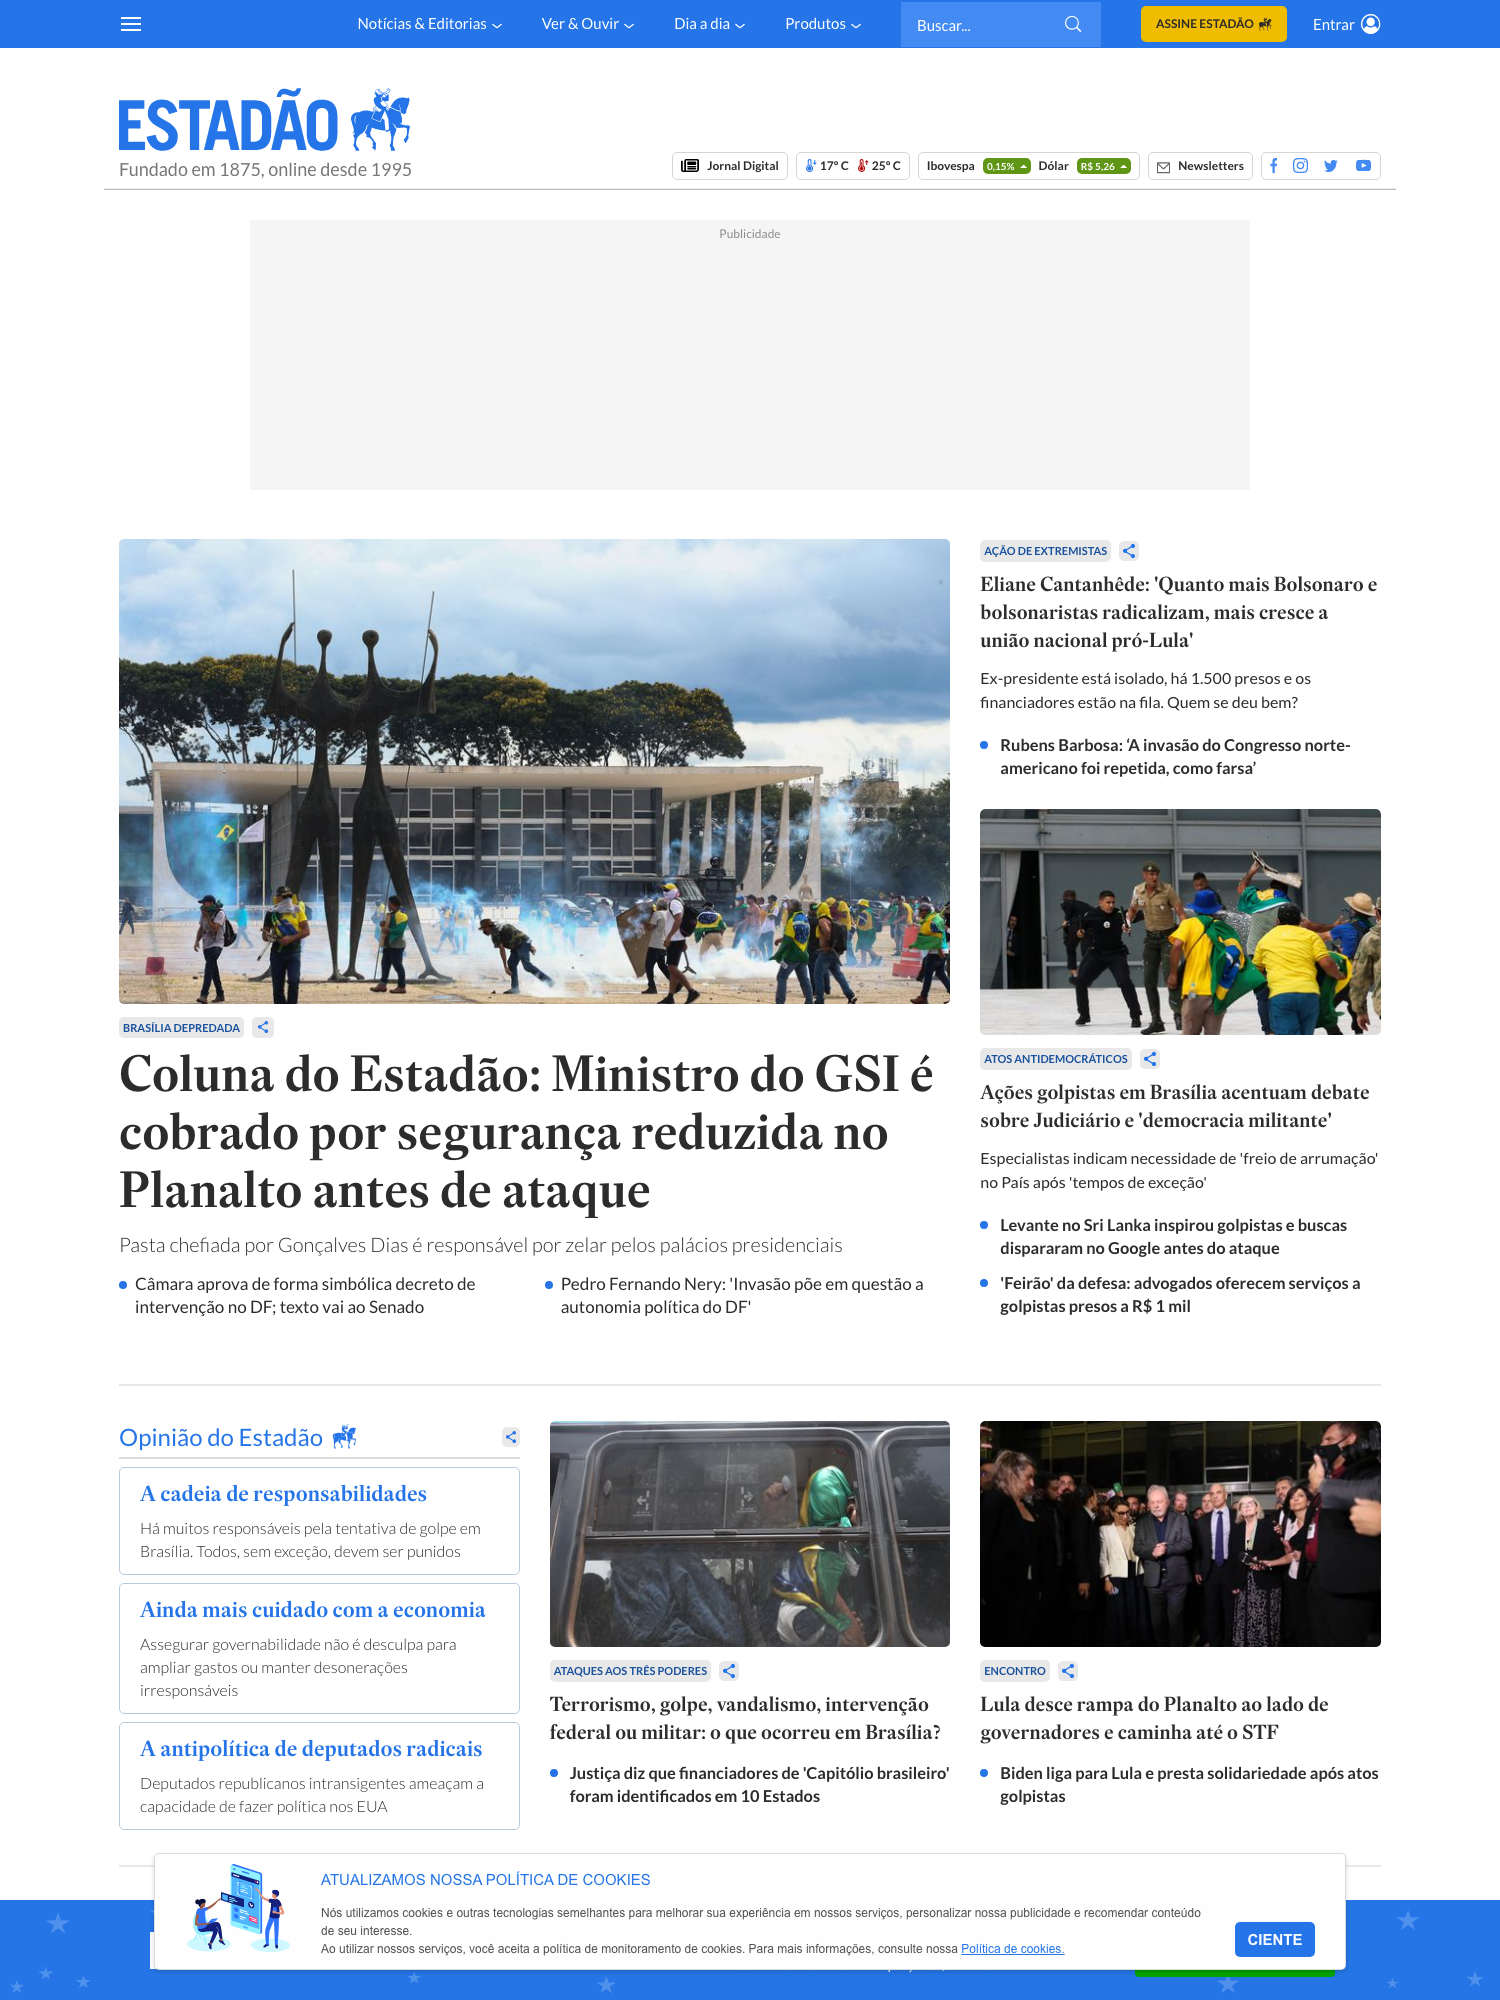 Notícias & Editorias
Ver & Ouvir
Dia a dia
Produtos
Buscar...
ASSINE ESTADÃO
Entrar
ESTADÃO
Fundado em 1875, online desde 1995
Jornal Digital
17º C 25º C
Ibovespa 0,15% Dólar R$ 5,26
Newsletters
Publicidade
BRASÍLIA DEPREDADA
Coluna do Estadão: Ministro do GSI é
cobrado por segurança reduzida no
Planalto antes de ataque
Pasta chefiada por Gonçalves Dias é responsável por zelar pelos palácios presidenciais
Câmara aprova de forma simbólica decreto de
intervenção no DF; texto vai ao Senado
Pedro Fernando Nery: 'Invasão põe em questão a
autonomia política do DF'
AÇÃO DE EXTREMISTAS
Eliane Cantanhêde: 'Quanto mais Bolsonaro e
bolsonaristas radicalizam, mais cresce a
união nacional pró-Lula'
Ex-presidente está isolado, há 1.500 presos e os
financiadores estão na fila. Quem se deu bem?
Rubens Barbosa: ‘A invasão do Congresso norte-
americano foi repetida, como farsa’
ATOS ANTIDEMOCRÁTICOS
Ações golpistas em Brasília acentuam debate
sobre Judiciário e 'democracia militante'
Especialistas indicam necessidade de 'freio de arrumação'
no País após 'tempos de exceção'
Levante no Sri Lanka inspirou golpistas e buscas
dispararam no Google antes do ataque
'Feirão' da defesa: advogados oferecem serviços a
golpistas presos a R$ 1 mil
Opinião do Estadão
A cadeia de responsabilidades
Há muitos responsáveis pela tentativa de golpe em
Brasília. Todos, sem exceção, devem ser punidos
Ainda mais cuidado com a economia
Assegurar governabilidade não é desculpa para
ampliar gastos ou manter desonerações
irresponsáveis
A antipolítica de deputados radicais
Deputados republicanos intransigentes ameaçam a
capacidade de fazer política nos EUA
ATAQUES AOS TRÊS PODERES
Terrorismo, golpe, vandalismo, intervenção
federal ou militar: o que ocorreu em Brasília?
Justiça diz que financiadores de 'Capitólio brasileiro'
foram identificados em 10 Estados
ENCONTRO
Lula desce rampa do Planalto ao lado de
governadores e caminha até o STF
Biden liga para Lula e presta solidariedade após atos
golpistas
ATUALIZAMOS NOSSA POLÍTICA DE COOKIES
Nós utilizamos cookies e outras tecnologias semelhantes para melhorar sua experiência em nossos serviços, personalizar nossa publicidade e recomendar conteúdo
de seu interesse.
Ao utilizar nossos serviços, você aceita a política de monitoramento de cookies. Para mais informações, consulte nossa Política de cookies.
CIENTE